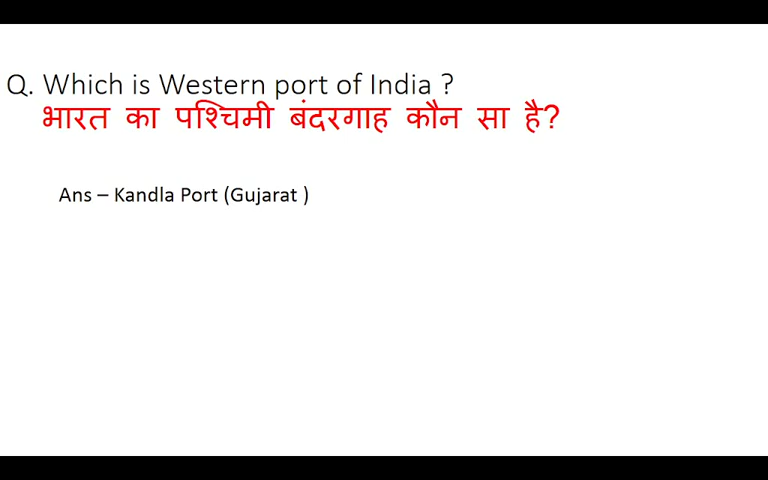 Q. Which is Western port of India ?
भारत का पश्चिमी बंदरगाह कौन सा है?
Ans – Kandla Port (Gujarat )